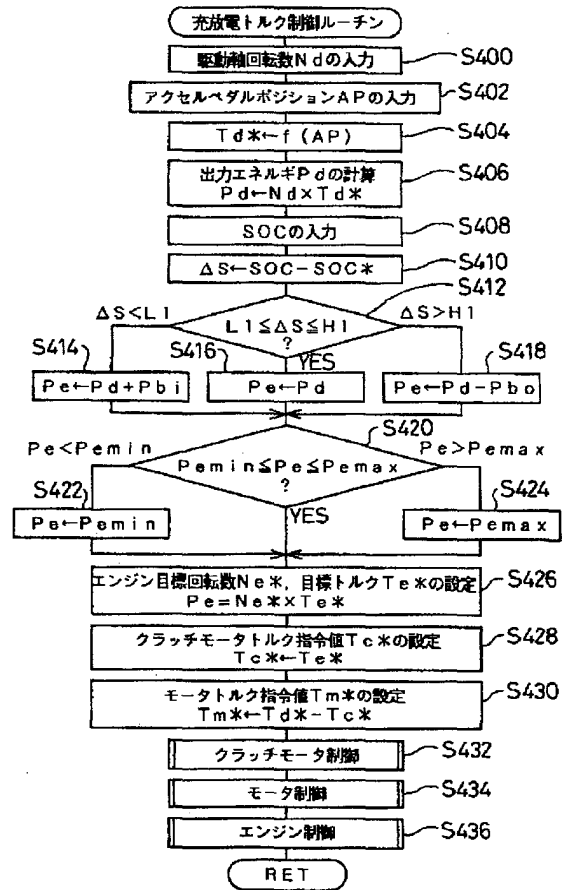 充放電トルク制御ルーチン
駆動軸回転数Ndの入力
S400
アクセルペダルポジションAPの入力
S402
Td*←f(AP)
S404
出力エネルギPdの計算
Pd←Nd×Td*
S406
SOCの入力
S408
ΔS←SOC-SOC*
S410
S412
ΔS<L1
L1≦ΔS≦H1
?
ΔS>H1
S414
S416
YES
S418
Pe←Pd+Pbi
Pe←Pd
Pe←Pd-Pbo
S420
Pe<Pemin
Pe>Pemax
Pemin≦Pe≦Pemax
?
S422
YES
S424
Pe←Pemin
Pe←Pemax
エンジン目標回転数Ne*,目標トルクTe*の設定
Pe=Ne*×Te*
S426
クラッチモータトルク指令値Tc*の設定
Tc*←Te*
S428
モータトルク指令値Tm*の設定
Tm*←Td*-Tc*
S430
クラッチモータ制御
S432
モータ制御
S434
エンジン制御
S436
RET